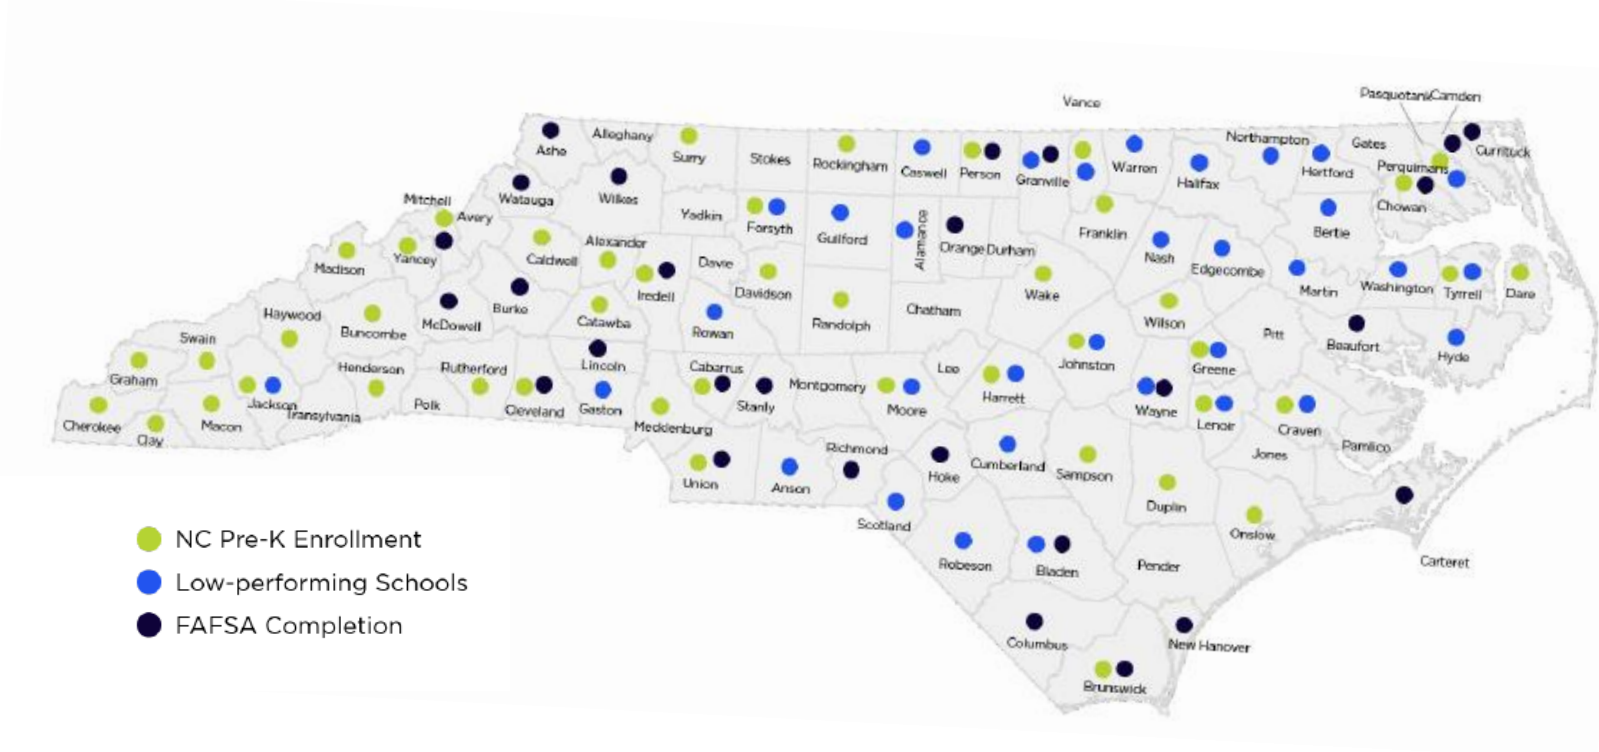 Vance
Pasquotank
Camden
Ashe
Alleghany
Surry
Stokes
Rockingham
Caswell
Person
Granville
Warren
Halifax
Northampton
Hertford
Gates
Perquimans
Currituck
Chowan
Mitchell
Watauga
Wilkes
Yadkin
Forsyth
Guilford
Alamance
Orange
Durham
Franklin
Nash
Edgecombe
Bertie
Avery
Madison
Yancey
Caldwell
Alexander
Iredell
Davie
Davidson
Wake
Martin
Washington
Tyrrell
Dare
Haywood
Buncombe
McDowell
Burke
Catawba
Rowan
Randolph
Chatham
Wilson
Pitt
Beaufort
Hyde
Swain
Graham
Henderson
Rutherford
Lincoln
Cabarrus
Stanly
Montgomery
Lee
Harnett
Johnston
Greene
Wayne
Cherokee
Clay
Macon
Jackson
Transylvania
Polk
Cleveland
Gaston
Mecklenburg
Moore
Lenoir
Craven
Pamlico
Jones
Union
Anson
Richmond
Hoke
Cumberland
Sampson
Duplin
Onslow
Scotland
Robeson
Bladen
Pender
Carteret
Columbus
New Hanover
Brunswick
NC Pre-K Enrollment
Low-performing Schools
FAFSA Completion